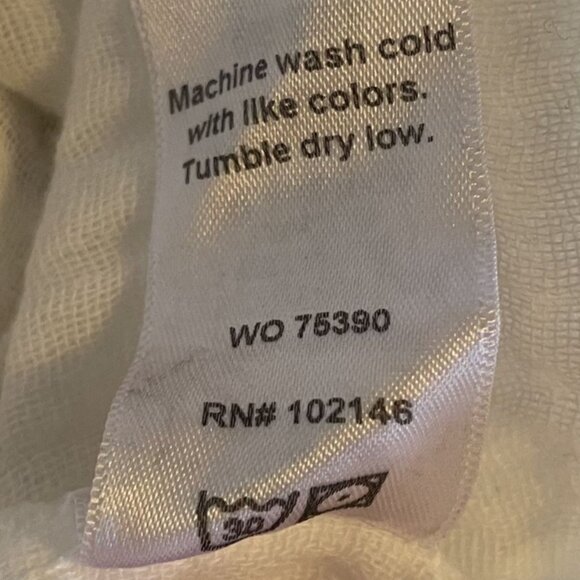 Machine wash cold
with like colors.
Tumble dry low.
WO 75390
RN# 102146
30